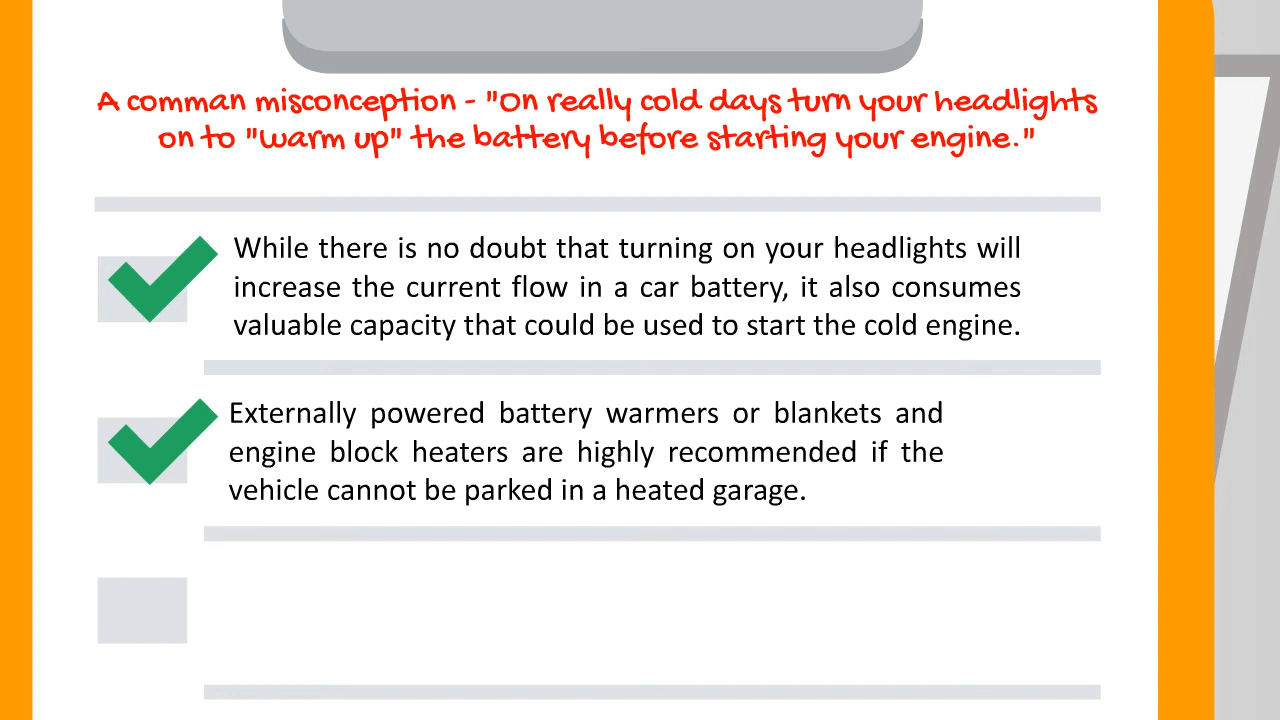 A comman misconception - "On really cold days turn your headlights
on to "warm up" the battery before starting your engine."
While there is no doubt that turning on your headlights will
increase the current flow in a car battery, it also consumes
valuable capacity that could be used to start the cold engine.
Externally powered battery warmers or blankets and
engine block heaters are highly recommended if the
vehicle cannot be parked in a heated garage.